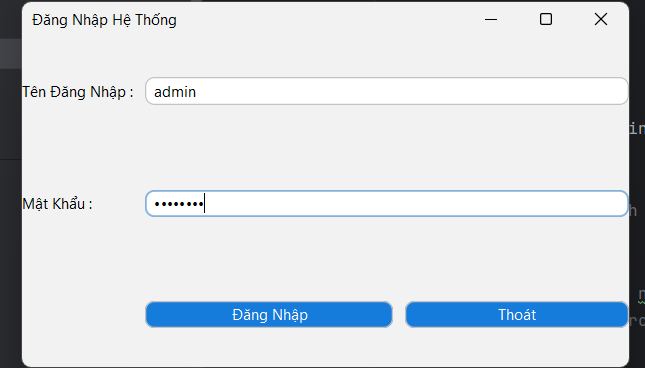 Đăng Nhập Hệ Thống
Tên Đăng Nhập : admin
Mật Khẩu : ••••••••
Đăng Nhập Thoát